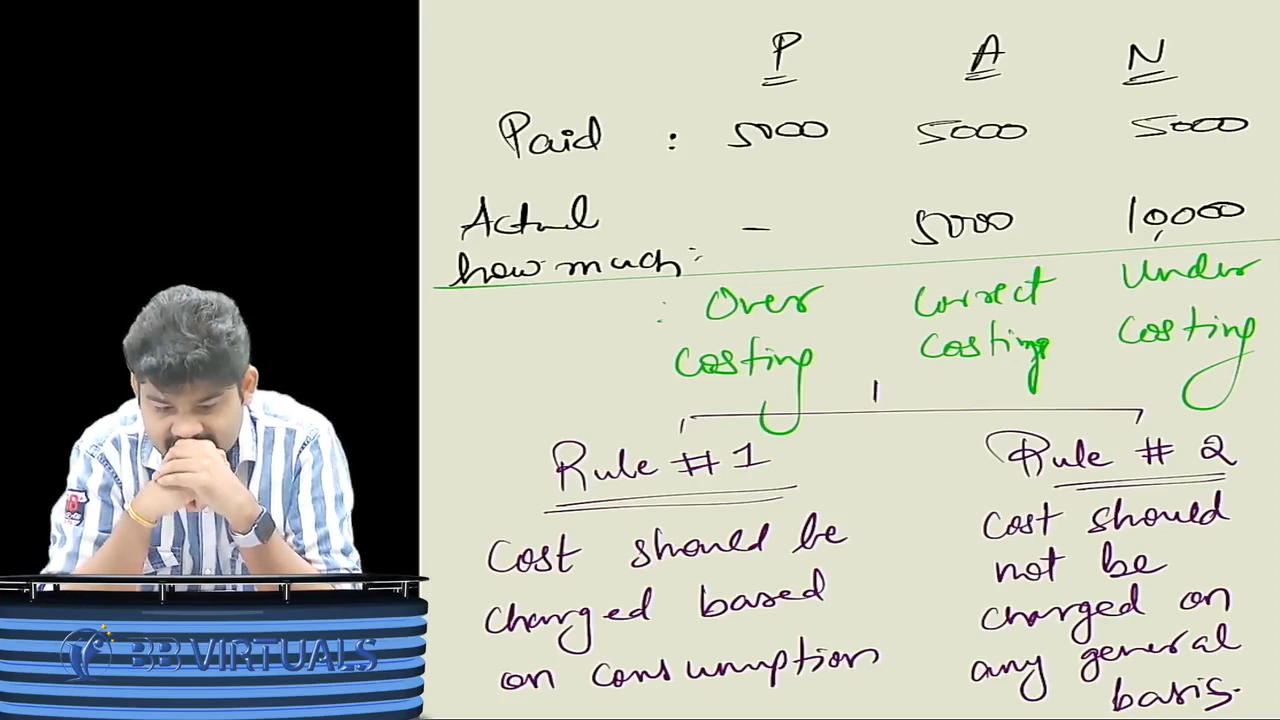 P A N
Paid : 5000 5000 5000
Actual
how much: - 5000 10,000
: Over Correct Under
Costing Costing Costing
Rule #1 Rule # 2
Cost should be
charged based
on consumption
Cost should
not be
charged on
any general
basis.
BB VIRTUALS